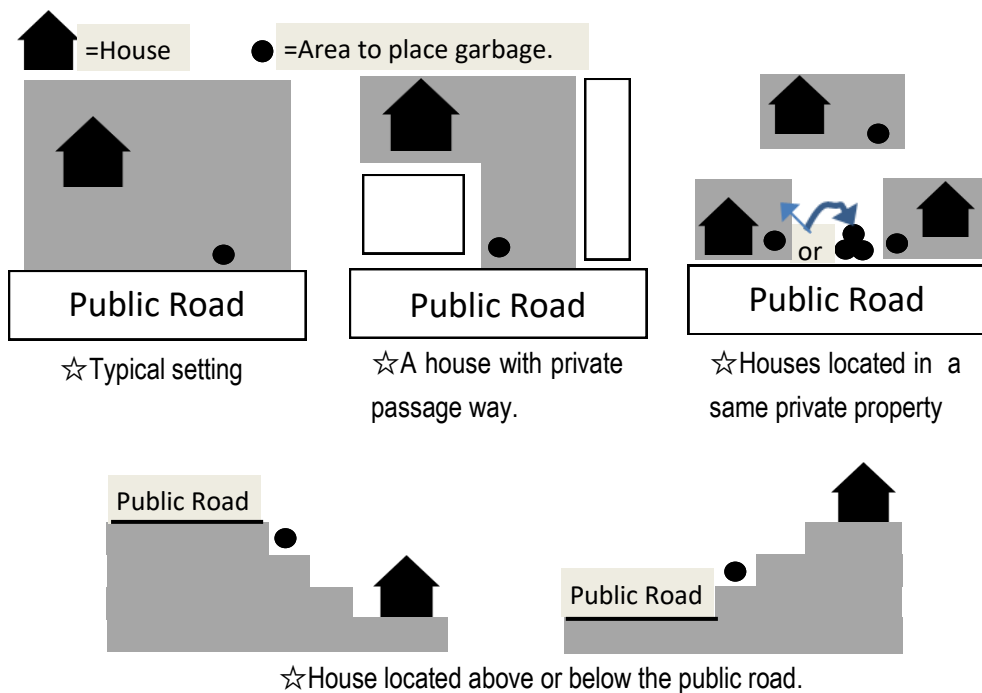 =House
=Area to place garbage.
or
Public Road
Public Road
Public Road
☆Typical setting
☆A house with private
passage way.
☆Houses located in a
same private property
Public Road
Public Road
☆House located above or below the public road.